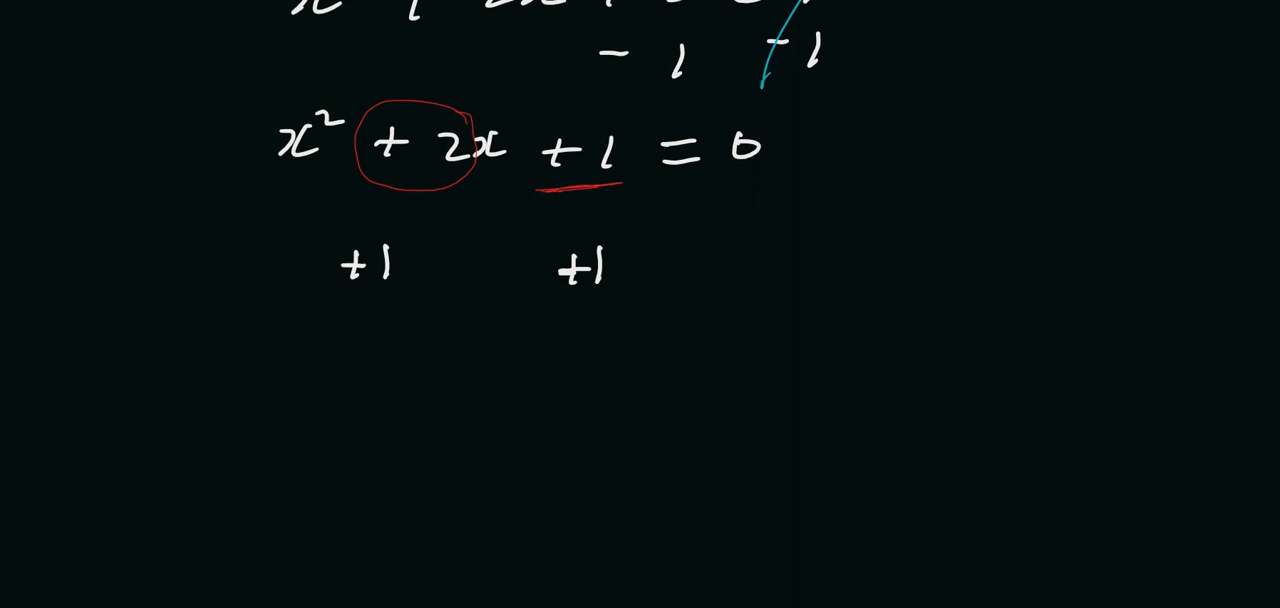 - 1 -1
x² + 2x + 1 = 0
+1 +1